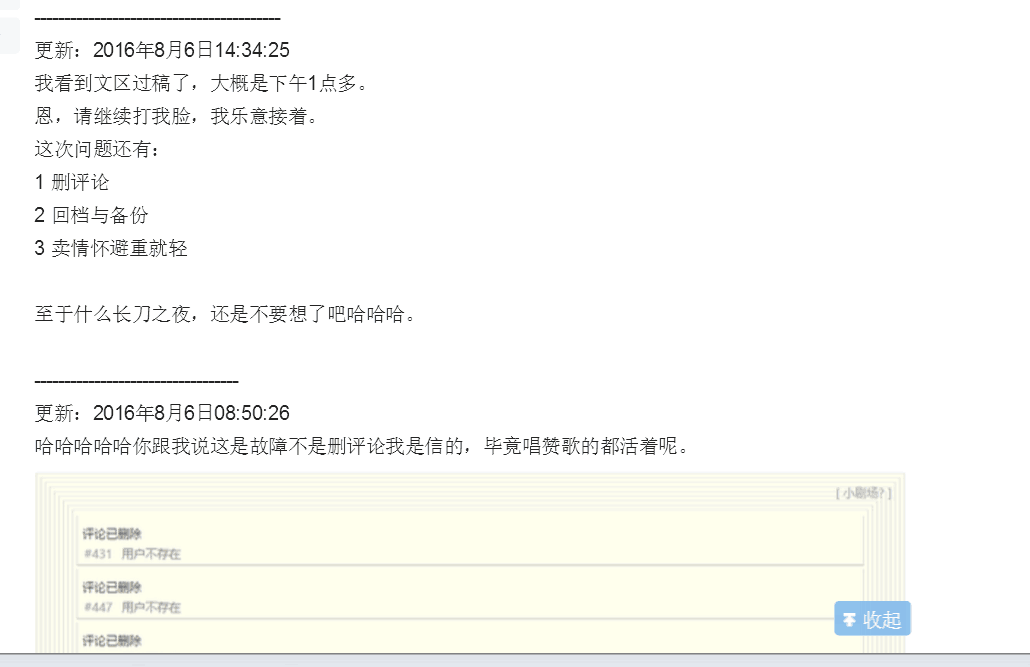 -----------------------------------------
更新：2016年8月6日14:34:25
我看到文区过稿了，大概是下午1点多。
恩，请继续打我脸，我乐意接着。
这次问题还有：
1 删评论
2 回档与备份
3 卖情怀避重就轻
至于什么长刀之夜，还是不要想了吧哈哈哈。
----------------------------------
更新：2016年8月6日08:50:26
哈哈哈哈哈你跟我说这是故障不是删评论我是信的，毕竟唱赞歌的都活着呢。
[ 小剧场? ]
评论已删除
#431 用户不存在
评论已删除
#447 用户不存在
收起
评论已删除